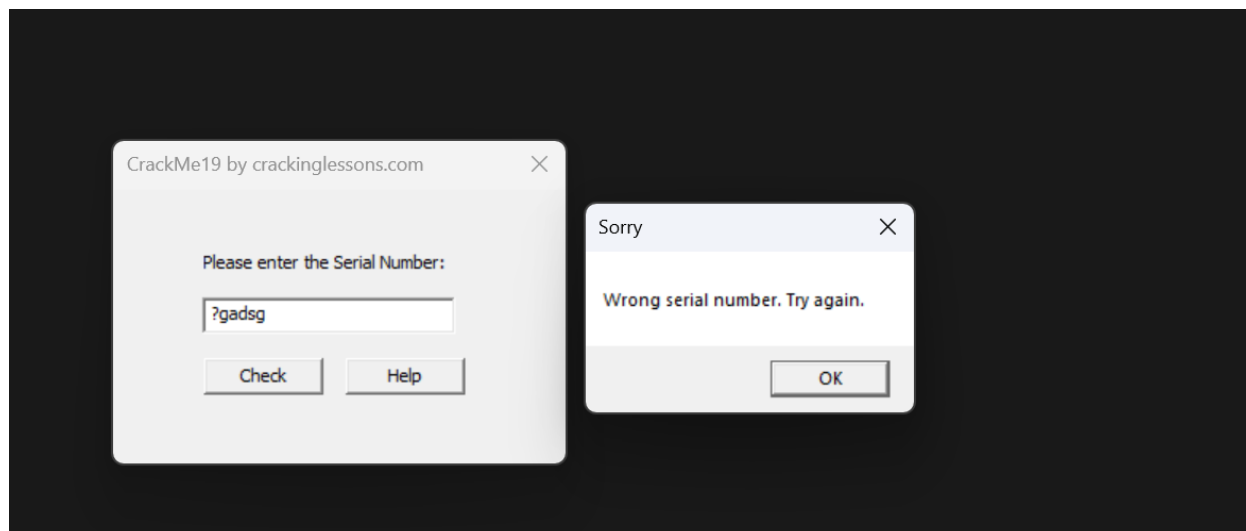 CrackMe19 by crackinglessons.com
Please enter the Serial Number:
?gadsg
Check
Help
Sorry
Wrong serial number. Try again.
OK